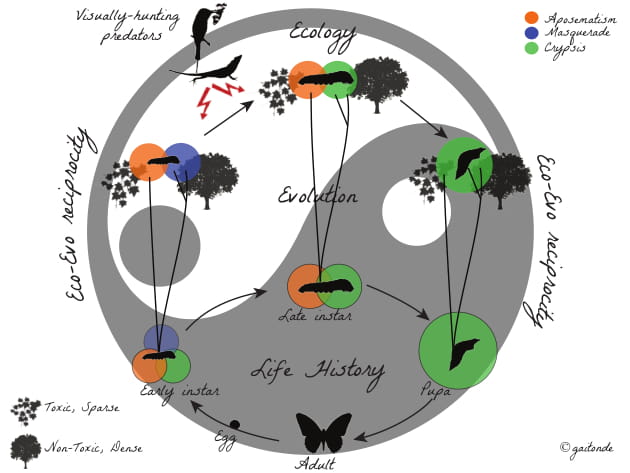 Visually-hunting
predators
Ecology
Aposematism
Masquerade
Crypsis
Eco-Evo reciprocity
Evolution
Eco-Evo reciprocity
Late instar
Life History
Early instar
Pupa
Egg
Adult
Toxic, Sparse
Non-Toxic, Dense
© gaitonde